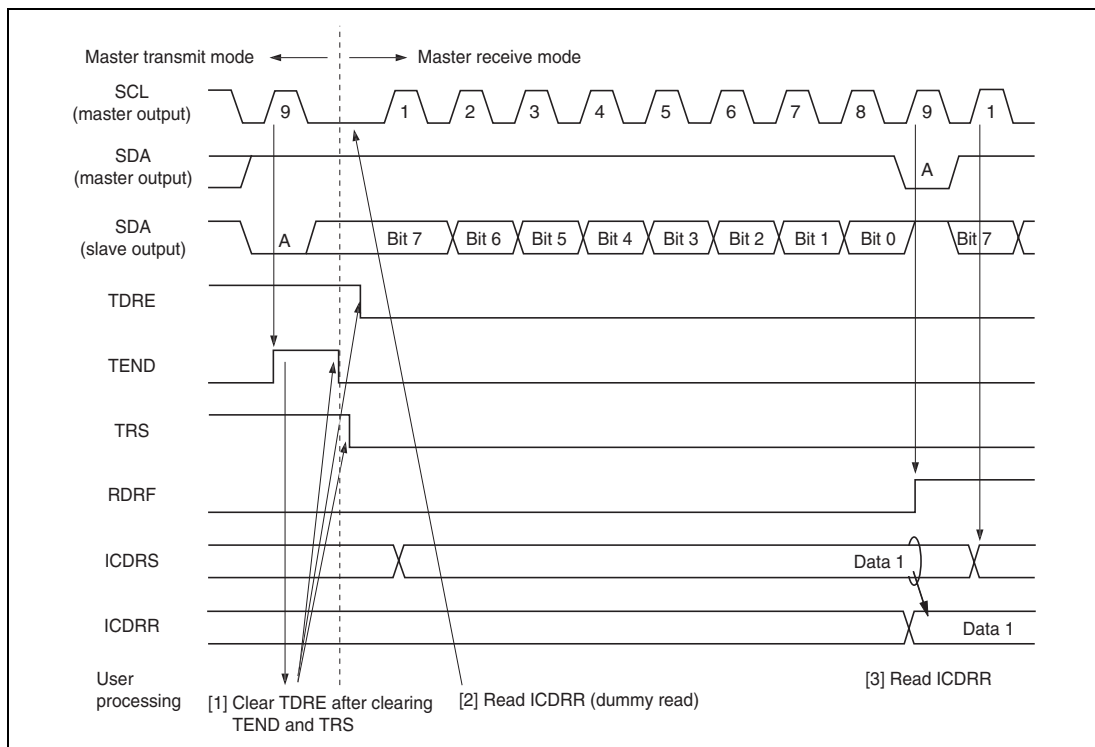 Master transmit mode
Master receive mode
SCL
(master output)
9 1 2 3 4 5 6 7 8 9 1
SDA
(master output)
A
SDA
(slave output)
A Bit 7 Bit 6 Bit 5 Bit 4 Bit 3 Bit 2 Bit 1 Bit 0 Bit 7
TDRE
TEND
TRS
RDRF
ICDRS
Data 1
ICDRR
Data 1
User
processing
[1] Clear TDRE after clearing
TEND and TRS
[2] Read ICDRR (dummy read)
[3] Read ICDRR